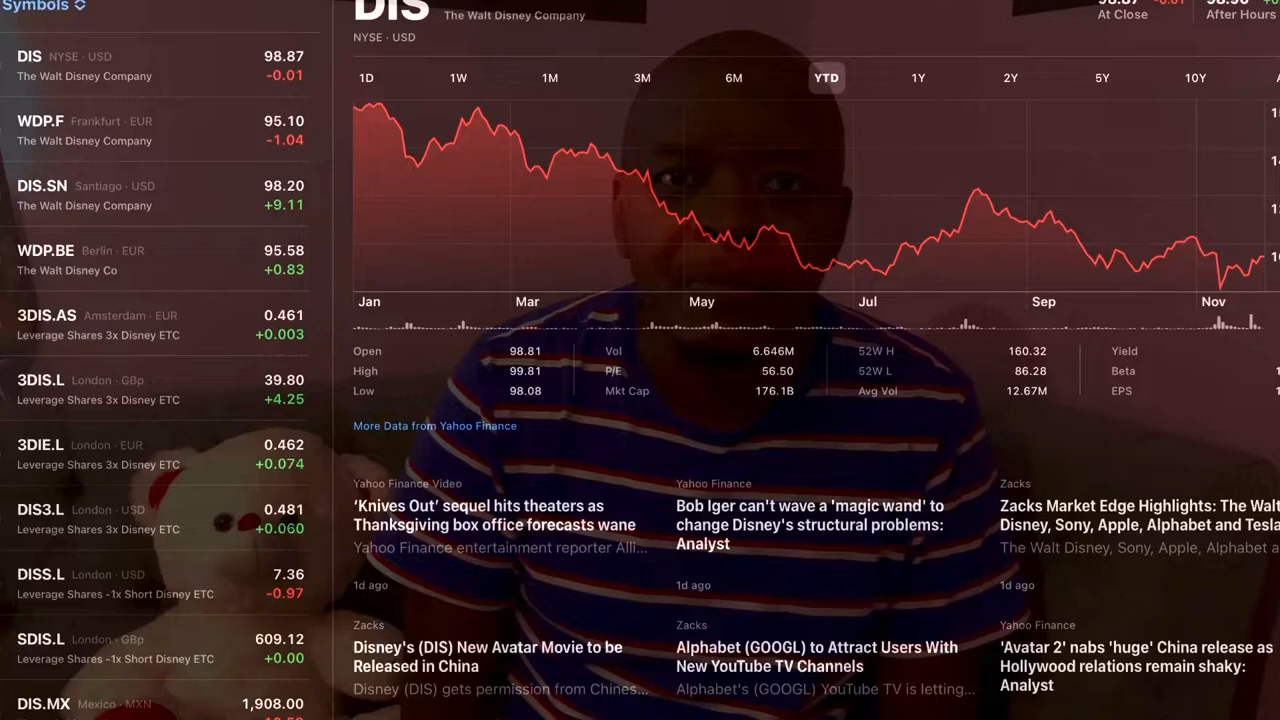 Symbols
DIS NYSE · USD 98.87
The Walt Disney Company -0.01
WDP.F Frankfurt · EUR 95.10
The Walt Disney Company -1.04
DIS.SN Santiago · USD 98.20
The Walt Disney Company +9.11
WDP.BE Berlin · EUR 95.58
The Walt Disney Co +0.83
3DIS.AS Amsterdam · EUR 0.461
Leverage Shares 3x Disney ETC +0.003
3DIS.L London · GBp 39.80
Leverage Shares 3x Disney ETC +4.25
3DIE.L London · EUR 0.462
Leverage Shares 3x Disney ETC +0.074
DIS3.L London · USD 0.481
Leverage Shares 3x Disney ETC +0.060
DISS.L London · USD 7.36
Leverage Shares -1x Short Disney ETC -0.97
SDIS.L London · GBp 609.12
Leverage Shares -1x Short Disney ETC +0.00
DIS.MX Mexico · MXN 1,908.00
DIS The Walt Disney Company
NYSE · USD
98.87 -0.01
At Close
After Hours
1D 1W 1M 3M 6M YTD 1Y 2Y 5Y 10Y
Jan Mar May Jul Sep Nov
Open 98.81 Vol 6.646M 52W H 160.32 Yield
High 99.81 P/E 56.50 52W L 86.28 Beta
Low 98.08 Mkt Cap 176.1B Avg Vol 12.67M EPS
More Data from Yahoo Finance
Yahoo Finance Video
‘Knives Out’ sequel hits theaters as
Thanksgiving box office forecasts wane
Yahoo Finance entertainment reporter Alli...
1d ago
Yahoo Finance
Bob Iger can't wave a 'magic wand' to
change Disney's structural problems:
Analyst
1d ago
Zacks
Zacks Market Edge Highlights: The Walt
Disney, Sony, Apple, Alphabet and Tesla
The Walt Disney, Sony, Apple, Alphabet a
1d ago
Zacks
Disney's (DIS) New Avatar Movie to be
Released in China
Disney (DIS) gets permission from Chines...
Zacks
Alphabet (GOOGL) to Attract Users With
New YouTube TV Channels
Alphabet's (GOOGL) YouTube TV is letting...
Yahoo Finance
'Avatar 2' nabs 'huge' China release as
Hollywood relations remain shaky:
Analyst